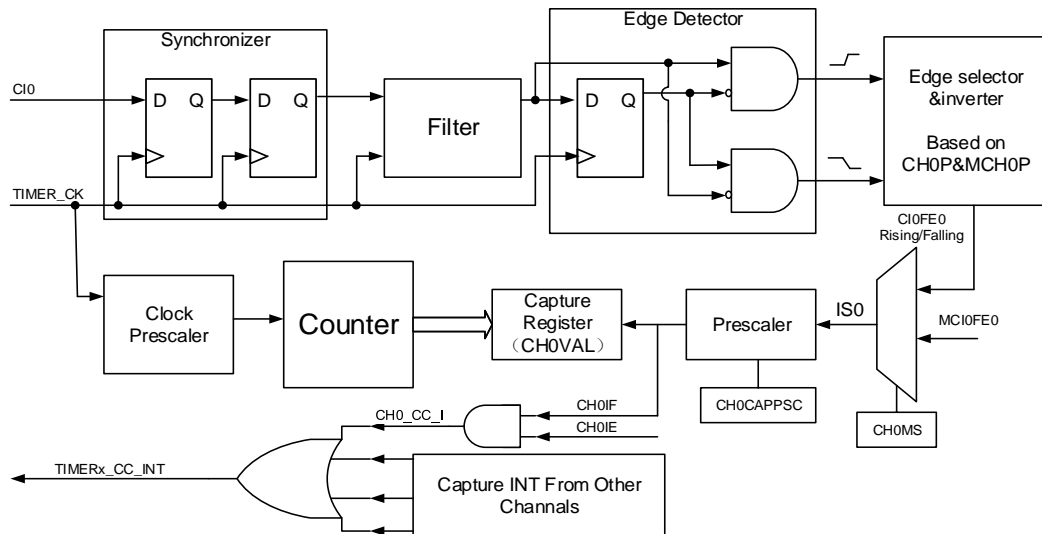 Edge Detector
Synchronizer
CI0
D Q
D Q
Filter
D Q
Edge selector
&inverter
Based on
CH0P&MCH0P
TIMER_CK
CI0FE0
Rising/Falling
Clock
Prescaler
Counter
Capture
Register
（CH0VAL）
Prescaler
IS0
MCI0FE0
CH0CAPPSC
CH0MS
CH0_CC_I
CH0IF
CH0IE
TIMERx_CC_INT
Capture INT From Other
Channels